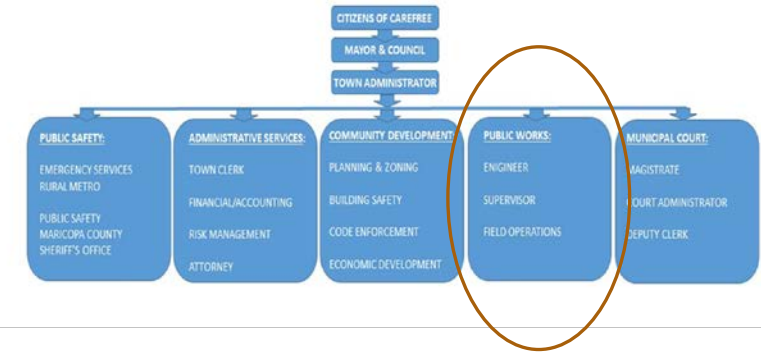 CITIZENS OF CAREFREE
MAYOR & COUNCIL
TOWN ADMINISTRATOR
PUBLIC SAFETY:
EMERGENCY SERVICES
RURAL METRO
PUBLIC SAFETY
MARICOPA COUNTY
SHERIFF'S OFFICE
ADMINISTRATIVE SERVICES:
TOWN CLERK
FINANCIAL/ACCOUNTING
RISK MANAGEMENT
ATTORNEY
COMMUNITY DEVELOPMENT:
PLANNING & ZONING
BUILDING SAFETY
CODE ENFORCEMENT
ECONOMIC DEVELOPMENT
PUBLIC WORKS:
ENIGINEER
SUPERVISOR
FIELD OPERATIONS
MUNICIPAL COURT:
MAGISTRATE
COURT ADMINISTRATOR
DEPUTY CLERK